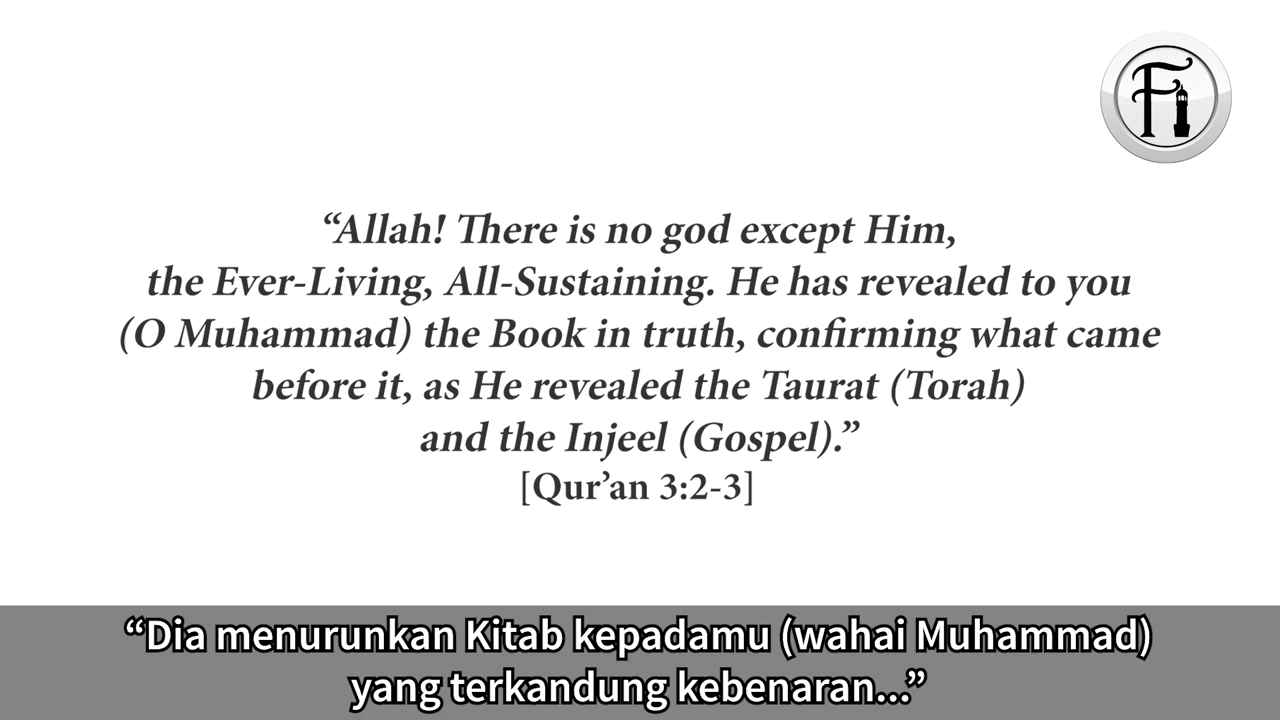 Fi
“Allah! There is no god except Him,
the Ever-Living, All-Sustaining. He has revealed to you
(O Muhammad) the Book in truth, confirming what came
before it, as He revealed the Taurat (Torah)
and the Injeel (Gospel).”
[Qur’an 3:2-3]
“Dia menurunkan Kitab kepadamu (wahai Muhammad)
yang terkandung kebenaran...”